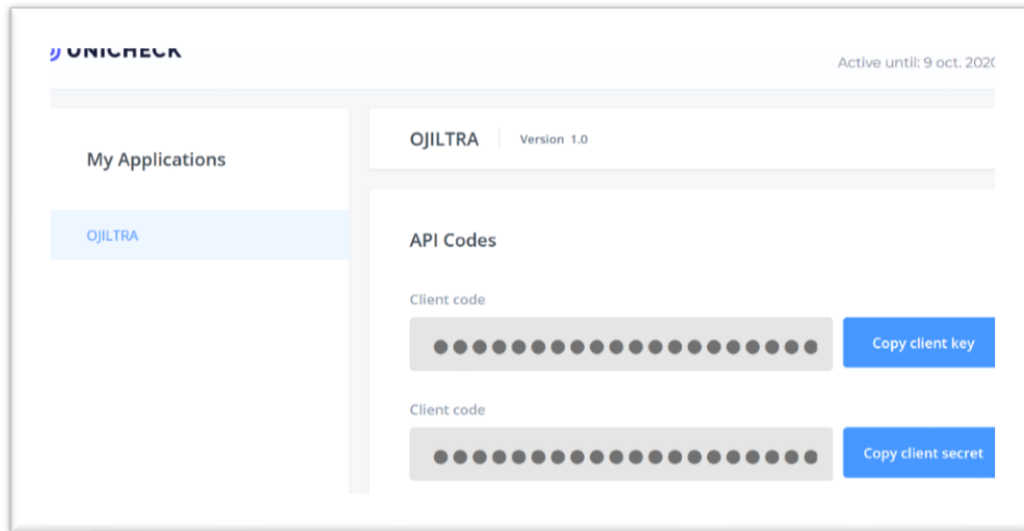 UNICHECK
Active until: 9 oct. 2020
My Applications
OJILTRA
OJILTRA
Version 1.0
API Codes
Client code
Copy client key
Client code
Copy client secret